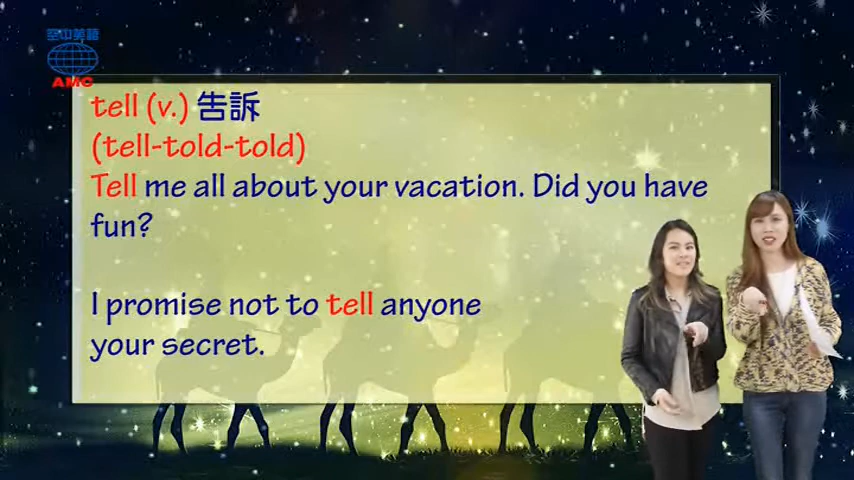 空中美語
AMC
tell (v.) 告訴
(tell-told-told)
Tell me all about your vacation. Did you have
fun?
I promise not to tell anyone
your secret.